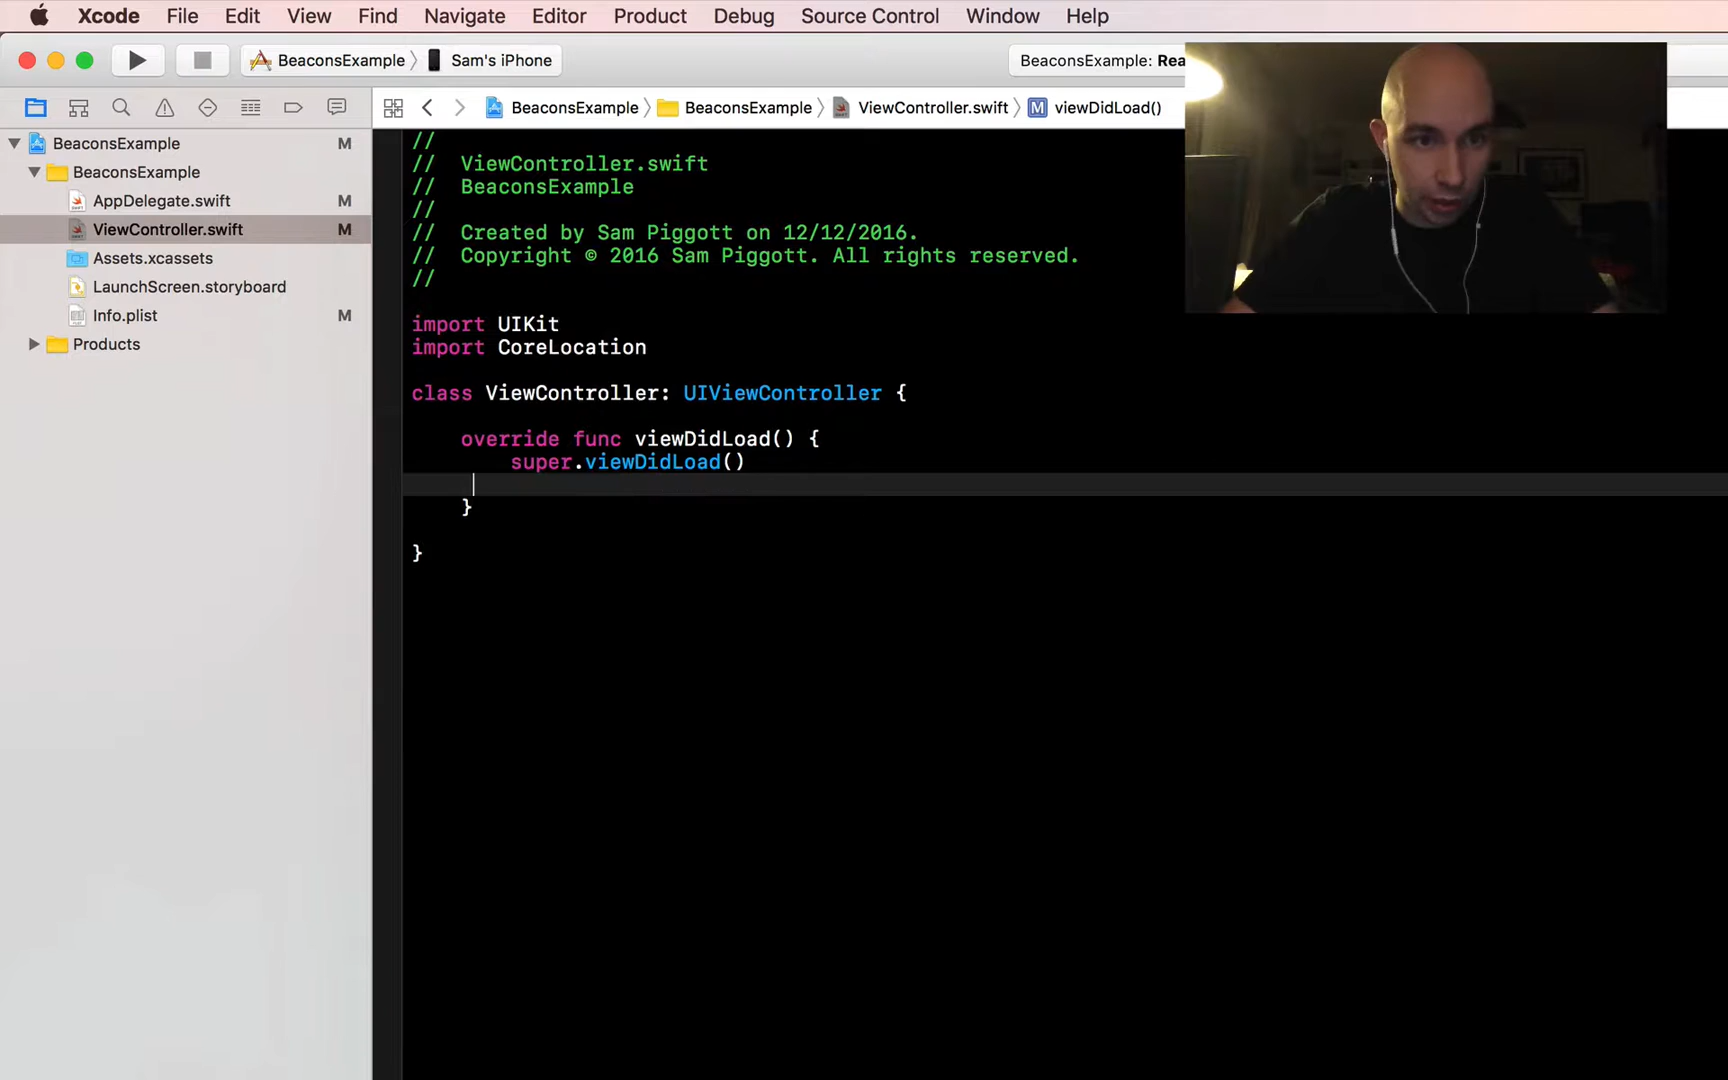 Xcode File Edit View Find Navigate Editor Product Debug Source Control Window Help
BeaconsExample Sam's iPhone BeaconsExample: Rea
BeaconsExample BeaconsExample ViewController.swift M viewDidLoad()
BeaconsExample M
BeaconsExample
AppDelegate.swift M
ViewController.swift M
Assets.xcassets
LaunchScreen.storyboard
Info.plist M
Products
//
// ViewController.swift
// BeaconsExample
//
// Created by Sam Piggott on 12/12/2016.
// Copyright © 2016 Sam Piggott. All rights reserved.
//
import UIKit
import CoreLocation
class ViewController: UIViewController {
override func viewDidLoad() {
super.viewDidLoad()
}
}